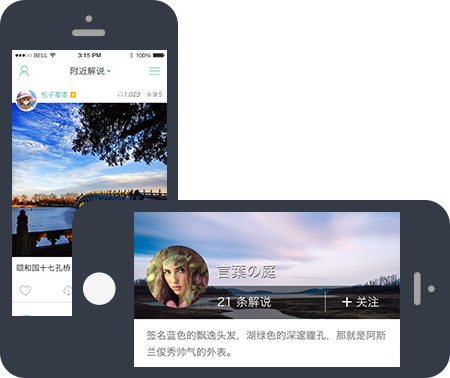 BELL 3:15 PM 100%
附近解说
包子蜀黍 V 1,023 9.5
颐和园十七孔桥
言葉の庭
21 条解说 + 关注
签名蓝色的飘逸头发，湖绿色的深邃瞳孔，那就是阿斯
兰俊秀帅气的外表。